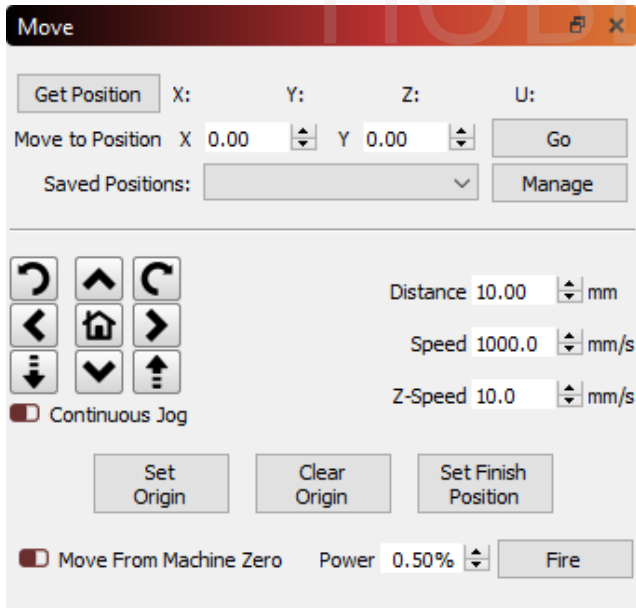 Move
Get Position X: Y: Z: U:
Move to Position X 0.00 Y 0.00 Go
Saved Positions: Manage
Distance 10.00 mm
Speed 1000.0 mm/s
Z-Speed 10.0 mm/s
Continuous Jog
Set Origin
Clear Origin
Set Finish Position
Move From Machine Zero Power 0.50% Fire